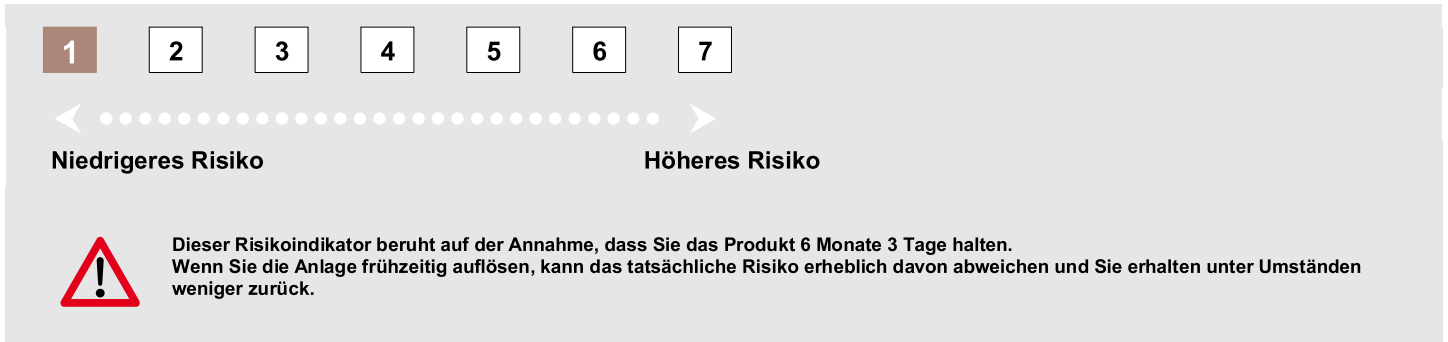 1 2 3 4 5 6 7
Niedrigeres Risiko Höheres Risiko
Dieser Risikoindikator beruht auf der Annahme, dass Sie das Produkt 6 Monate 3 Tage halten.
Wenn Sie die Anlage frühzeitig auflösen, kann das tatsächliche Risiko erheblich davon abweichen und Sie erhalten unter Umständen
weniger zurück.